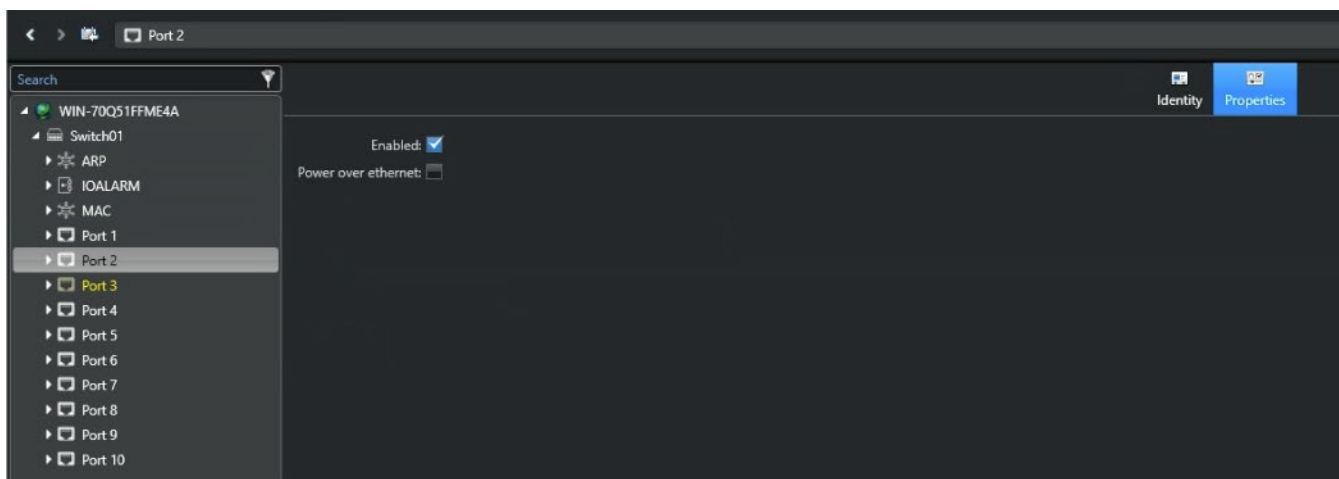 Port 2
Search
Identity
Properties
WIN-70Q51FFME4A
Switch01
ARP
IOALARM
MAC
Port 1
Port 2
Port 3
Port 4
Port 5
Port 6
Port 7
Port 8
Port 9
Port 10
Enabled:
Power over ethernet: